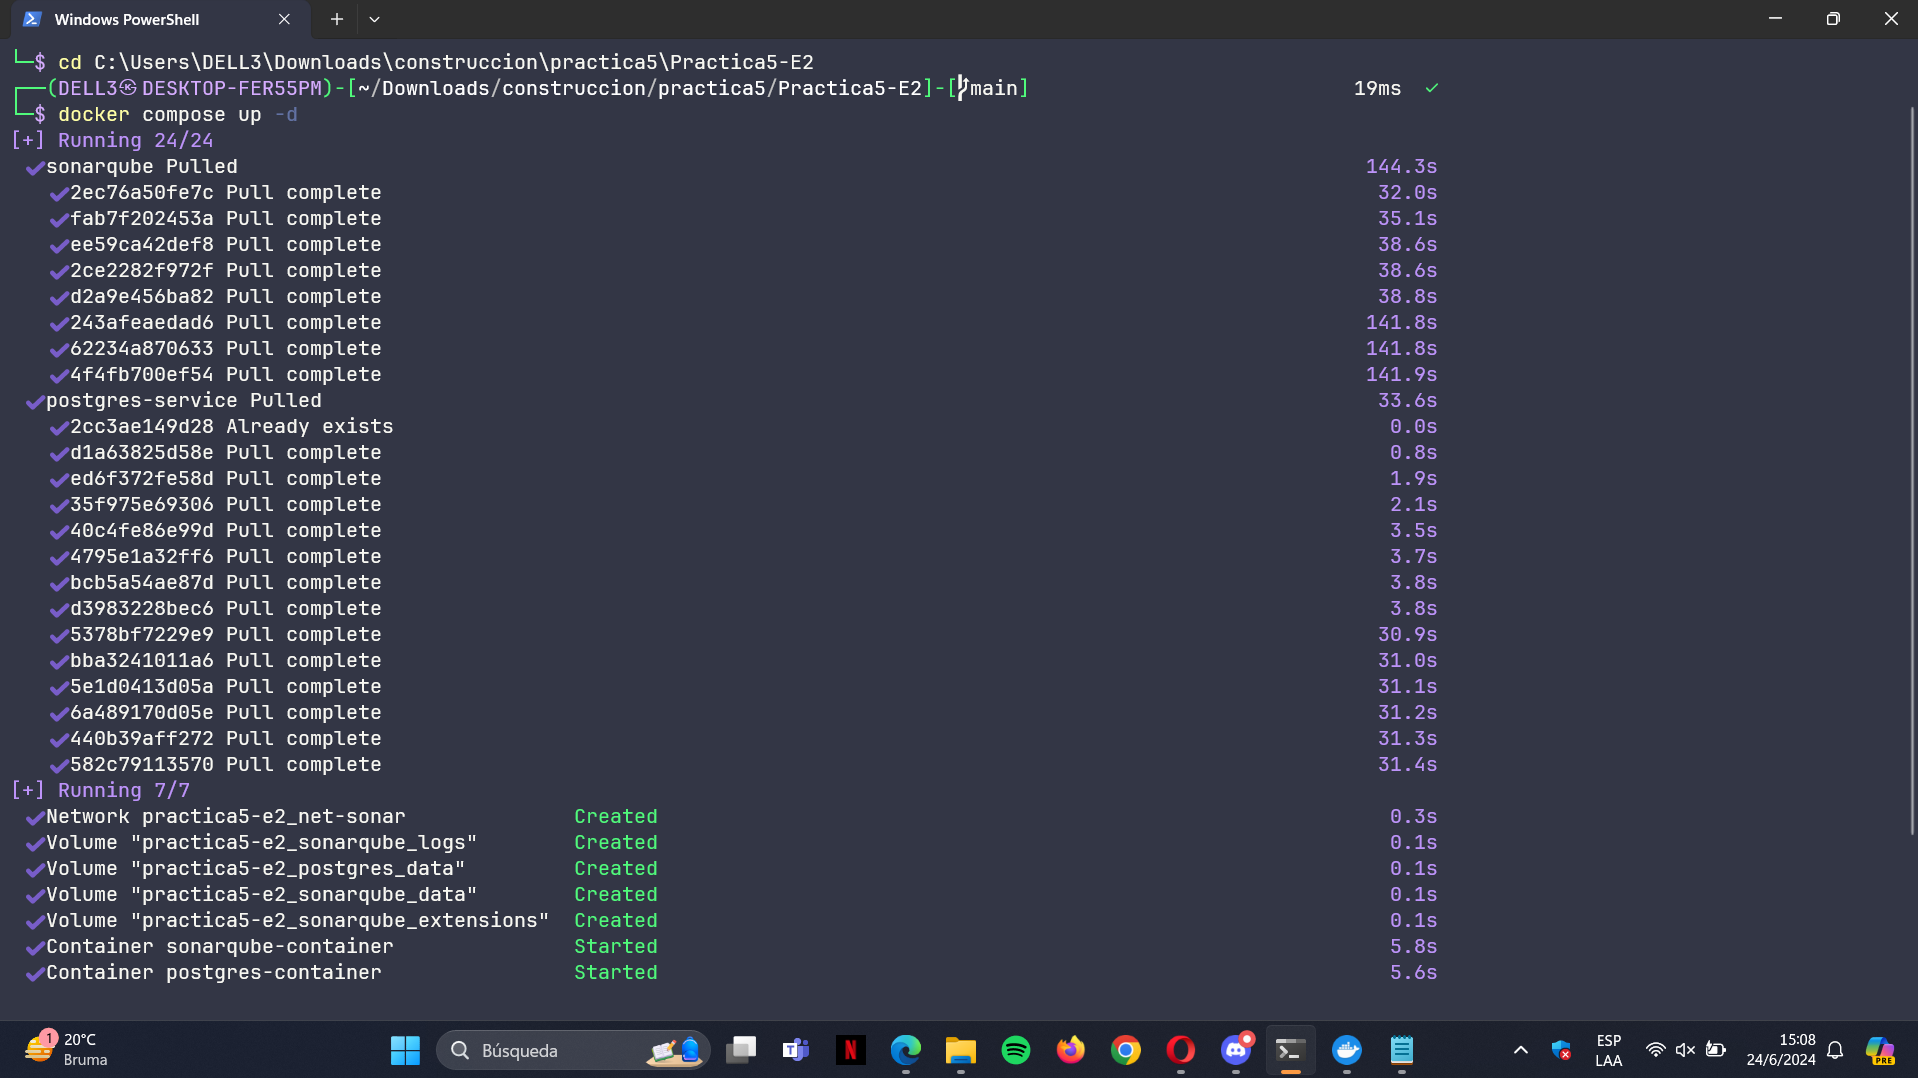 Windows PowerShell
└─$ cd C:\Users\DELL3\Downloads\construccion\practica5\Practica5-E2
┌──(DELL3㉿DESKTOP-FER55PM)-[~/Downloads/construccion/practica5/Practica5-E2]-[main] 19ms ✓
└─$ docker compose up -d
[+] Running 24/24
✔sonarqube Pulled 144.3s
✔2ec76a50fe7c Pull complete 32.0s
✔fab7f202453a Pull complete 35.1s
✔ee59ca42def8 Pull complete 38.6s
✔2ce2282f972f Pull complete 38.6s
✔d2a9e456ba82 Pull complete 38.8s
✔243afeaedad6 Pull complete 141.8s
✔62234a870633 Pull complete 141.8s
✔4f4fb700ef54 Pull complete 141.9s
✔postgres-service Pulled 33.6s
✔2cc3ae149d28 Already exists 0.0s
✔d1a63825d58e Pull complete 0.8s
✔ed6f372fe58d Pull complete 1.9s
✔35f975e69306 Pull complete 2.1s
✔40c4fe86e99d Pull complete 3.5s
✔4795e1a32ff6 Pull complete 3.7s
✔bcb5a54ae87d Pull complete 3.8s
✔d3983228bec6 Pull complete 3.8s
✔5378bf7229e9 Pull complete 30.9s
✔bba3241011a6 Pull complete 31.0s
✔5e1d0413d05a Pull complete 31.1s
✔6a489170d05e Pull complete 31.2s
✔440b39aff272 Pull complete 31.3s
✔582c79113570 Pull complete 31.4s
[+] Running 7/7
✔Network practica5-e2_net-sonar Created 0.3s
✔Volume "practica5-e2_sonarqube_logs" Created 0.1s
✔Volume "practica5-e2_postgres_data" Created 0.1s
✔Volume "practica5-e2_sonarqube_data" Created 0.1s
✔Volume "practica5-e2_sonarqube_extensions" Created 0.1s
✔Container sonarqube-container Started 5.8s
✔Container postgres-container Started 5.6s
1
20°C
Bruma
Búsqueda
ESP
LAA
15:08
24/6/2024
PRE